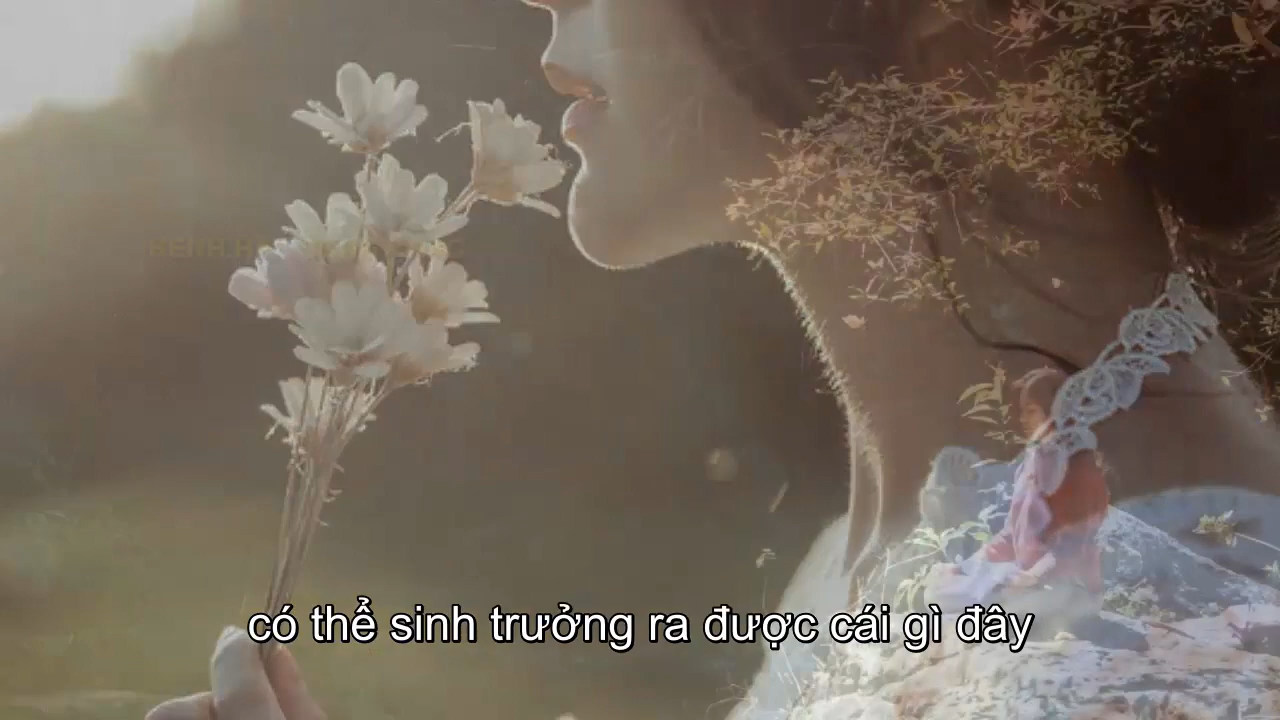 có thể sinh trưởng ra được cái gì đây